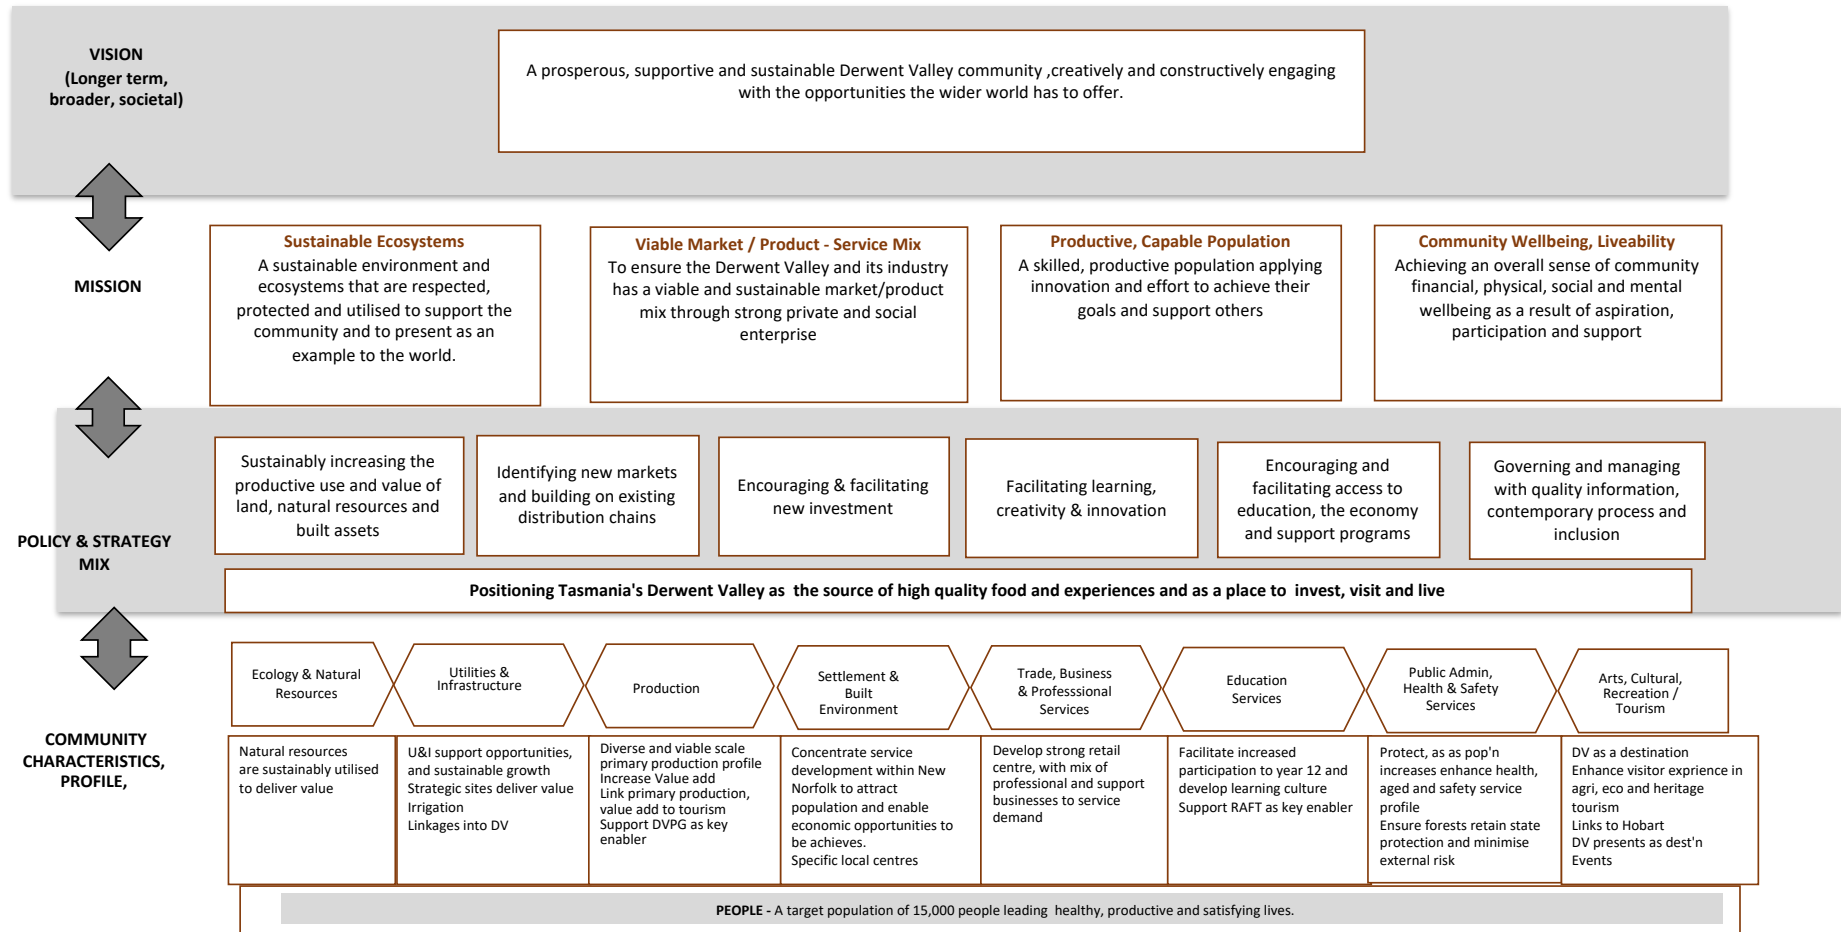 VISION
(Longer term,
broader, societal)
A prosperous, supportive and sustainable Derwent Valley community ,creatively and constructively engaging
with the opportunities the wider world has to offer.
MISSION
Sustainable Ecosystems
A sustainable environment and
ecosystems that are respected,
protected and utilised to support the
community and to present as an
example to the world.
Viable Market / Product - Service Mix
To ensure the Derwent Valley and its industry
has a viable and sustainable market/product
mix through strong private and social
enterprise
Productive, Capable Population
A skilled, productive population applying
innovation and effort to achieve their
goals and support others
Community Wellbeing, Liveability
Achieving an overall sense of community
financial, physical, social and mental
wellbeing as a result of aspiration,
participation and support
POLICY & STRATEGY
MIX
Sustainably increasing the
productive use and value of
land, natural resources and
built assets
Identifying new markets
and building on existing
distribution chains
Encouraging & facilitating
new investment
Facilitating learning,
creativity & innovation
Encouraging and
facilitating access to
education, the economy
and support programs
Governing and managing
with quality information,
contemporary process and
inclusion
Positioning Tasmania's Derwent Valley as the source of high quality food and experiences and as a place to invest, visit and live
COMMUNITY
CHARACTERISTICS,
PROFILE,
Ecology & Natural
Resources
Utilities &
Infrastructure
Production
Settlement &
Built
Environment
Trade, Business
& Professsional
Services
Education
Services
Public Admin,
Health & Safety
Services
Arts, Cultural,
Recreation /
Tourism
Natural resources
are sustainably utilised
to deliver value
U&I support opportunities,
and sustainable growth
Strategic sites deliver value
Irrigation
Linkages into DV
Diverse and viable scale
primary production profile
Increase Value add
Link primary production,
value add to tourism
Support DVPG as key
enabler
Concentrate service
development within New
Norfolk to attract
population and enable
economic opportunities to
be achieves.
Specific local centres
Develop strong retail
centre, with mix of
professional and support
businesses to service
demand
Facilitate increased
participation to year 12 and
develop learning culture
Support RAFT as key enabler
Protect, as as pop'n
increases enhance health,
aged and safety service
profile
Ensure forests retain state
protection and minimise
external risk
DV as a destination
Enhance visitor exprience in
agri, eco and heritage
tourism
Links to Hobart
DV presents as dest'n
Events
PEOPLE - A target population of 15,000 people leading healthy, productive and satisfying lives.